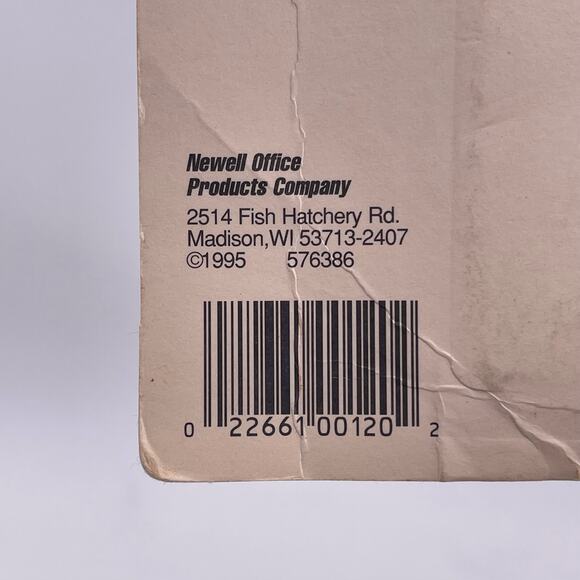 Newell Office
Products Company
2514 Fish Hatchery Rd.
Madison,WI 53713-2407
©1995 576386
0 22661 00120 2